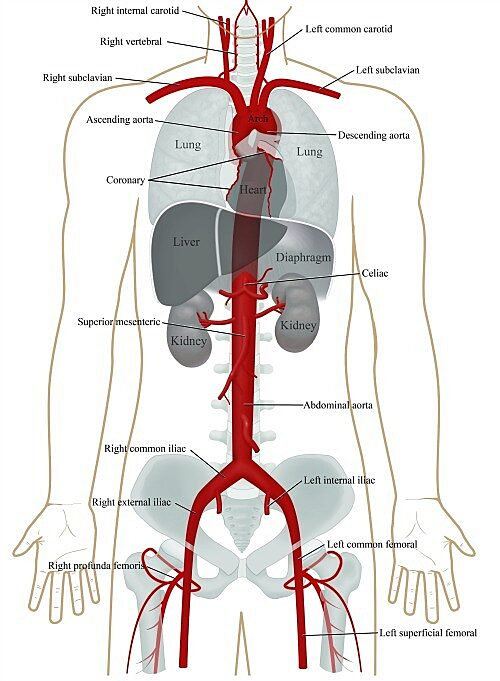 Right internal carotid
Left common carotid
Right vertebral
Left subclavian
Right subclavian
Arch
Ascending aorta
Descending aorta
Lung
Lung
Coronary
Heart
Liver
Diaphragm
Celiac
Superior mesenteric
Kidney
Kidney
Abdominal aorta
Right common iliac
Left internal iliac
Right external iliac
Left common femoral
Right profunda femoris
Left superficial femoral